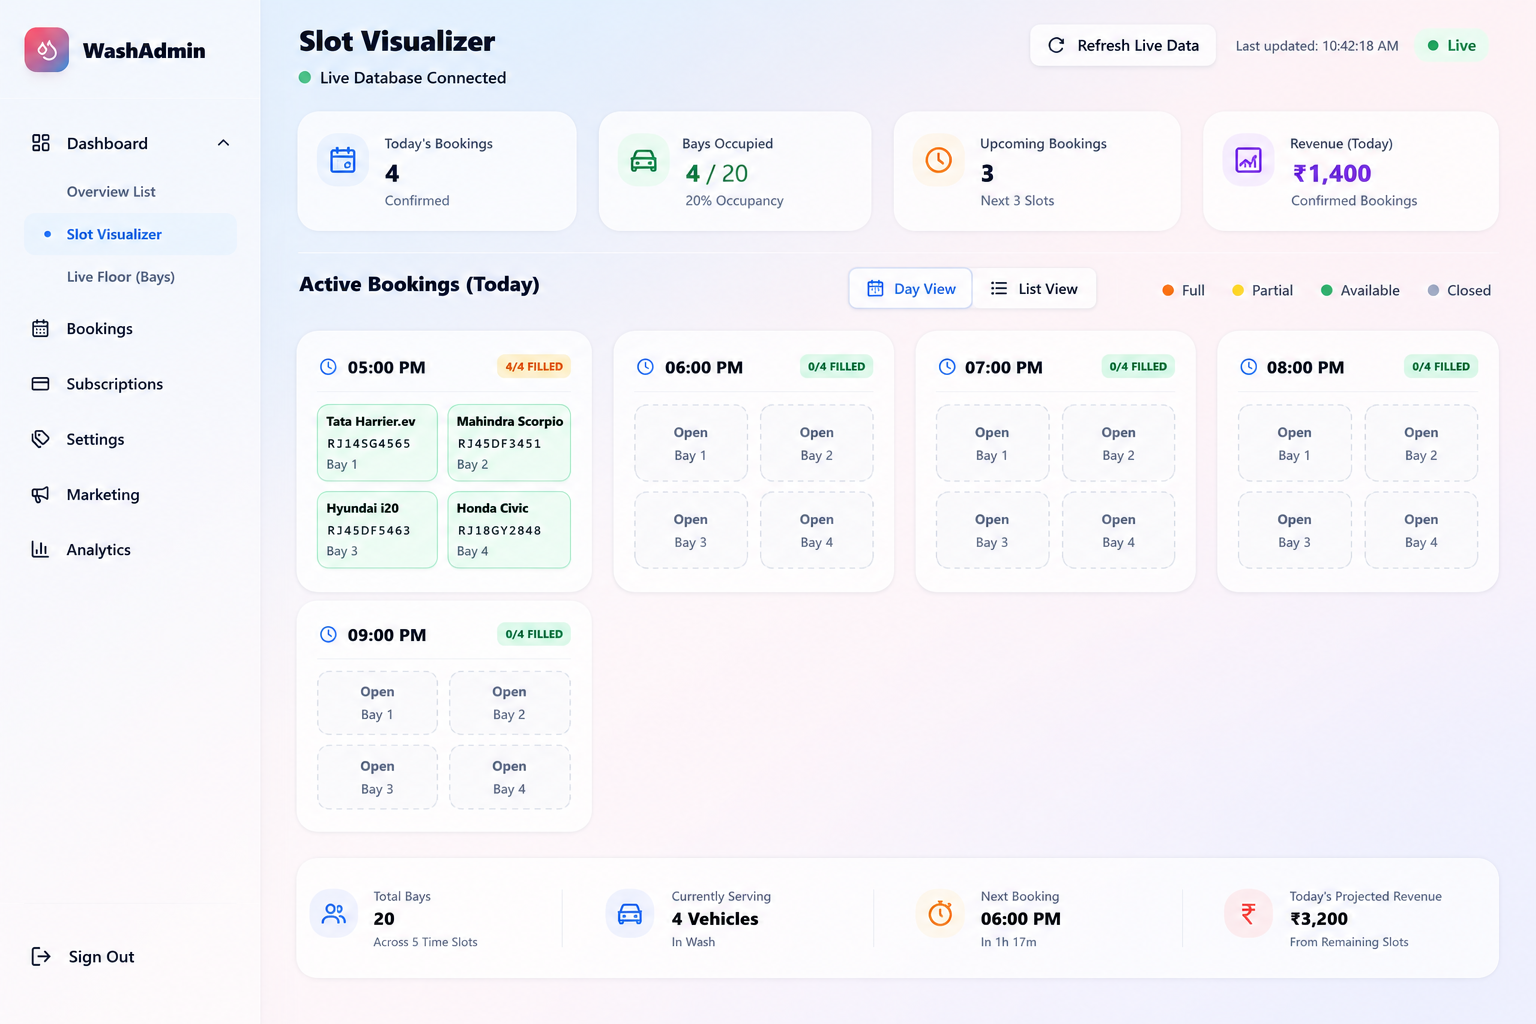 WashAdmin
Dashboard
Overview List
Slot Visualizer
Live Floor (Bays)
Bookings
Subscriptions
Settings
Marketing
Analytics
Sign Out
Slot Visualizer
Live Database Connected
Refresh Live Data
Last updated: 10:42:18 AM
Live
Today's Bookings
4
Confirmed
Bays Occupied
4 / 20
20% Occupancy
Upcoming Bookings
3
Next 3 Slots
Revenue (Today)
₹1,400
Confirmed Bookings
Active Bookings (Today)
Day View
List View
Full
Partial
Available
Closed
05:00 PM
4/4 FILLED
Tata Harrier.ev
RJ14SG4565
Bay 1
Mahindra Scorpio
RJ45DF3451
Bay 2
Hyundai i20
RJ45DF5463
Bay 3
Honda Civic
RJ18GY2848
Bay 4
06:00 PM
0/4 FILLED
Open
Bay 1
Open
Bay 2
Open
Bay 3
Open
Bay 4
07:00 PM
0/4 FILLED
Open
Bay 1
Open
Bay 2
Open
Bay 3
Open
Bay 4
08:00 PM
0/4 FILLED
Open
Bay 1
Open
Bay 2
Open
Bay 3
Open
Bay 4
09:00 PM
0/4 FILLED
Open
Bay 1
Open
Bay 2
Open
Bay 3
Open
Bay 4
Total Bays
20
Across 5 Time Slots
Currently Serving
4 Vehicles
In Wash
Next Booking
06:00 PM
In 1h 17m
Today's Projected Revenue
₹3,200
From Remaining Slots